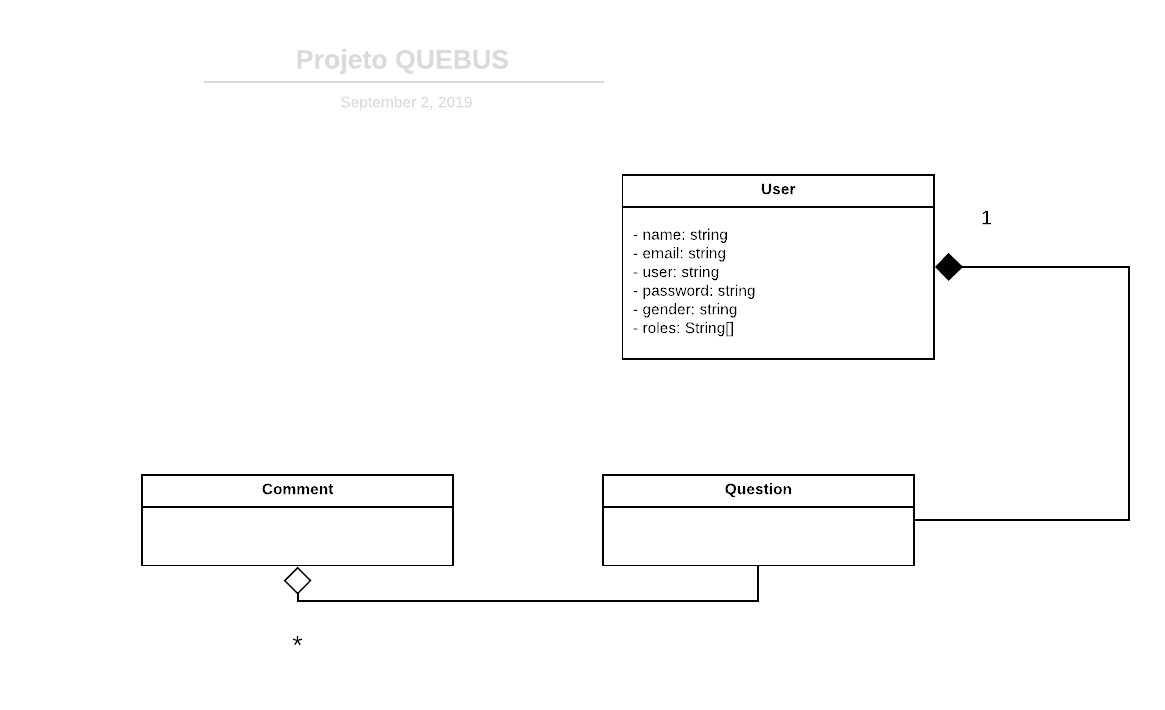 Projeto QUEBUS
September 2, 2019
User
1
- name: string
- email: string
- user: string
- password: string
- gender: string
- roles: String[]
Comment
Question
*